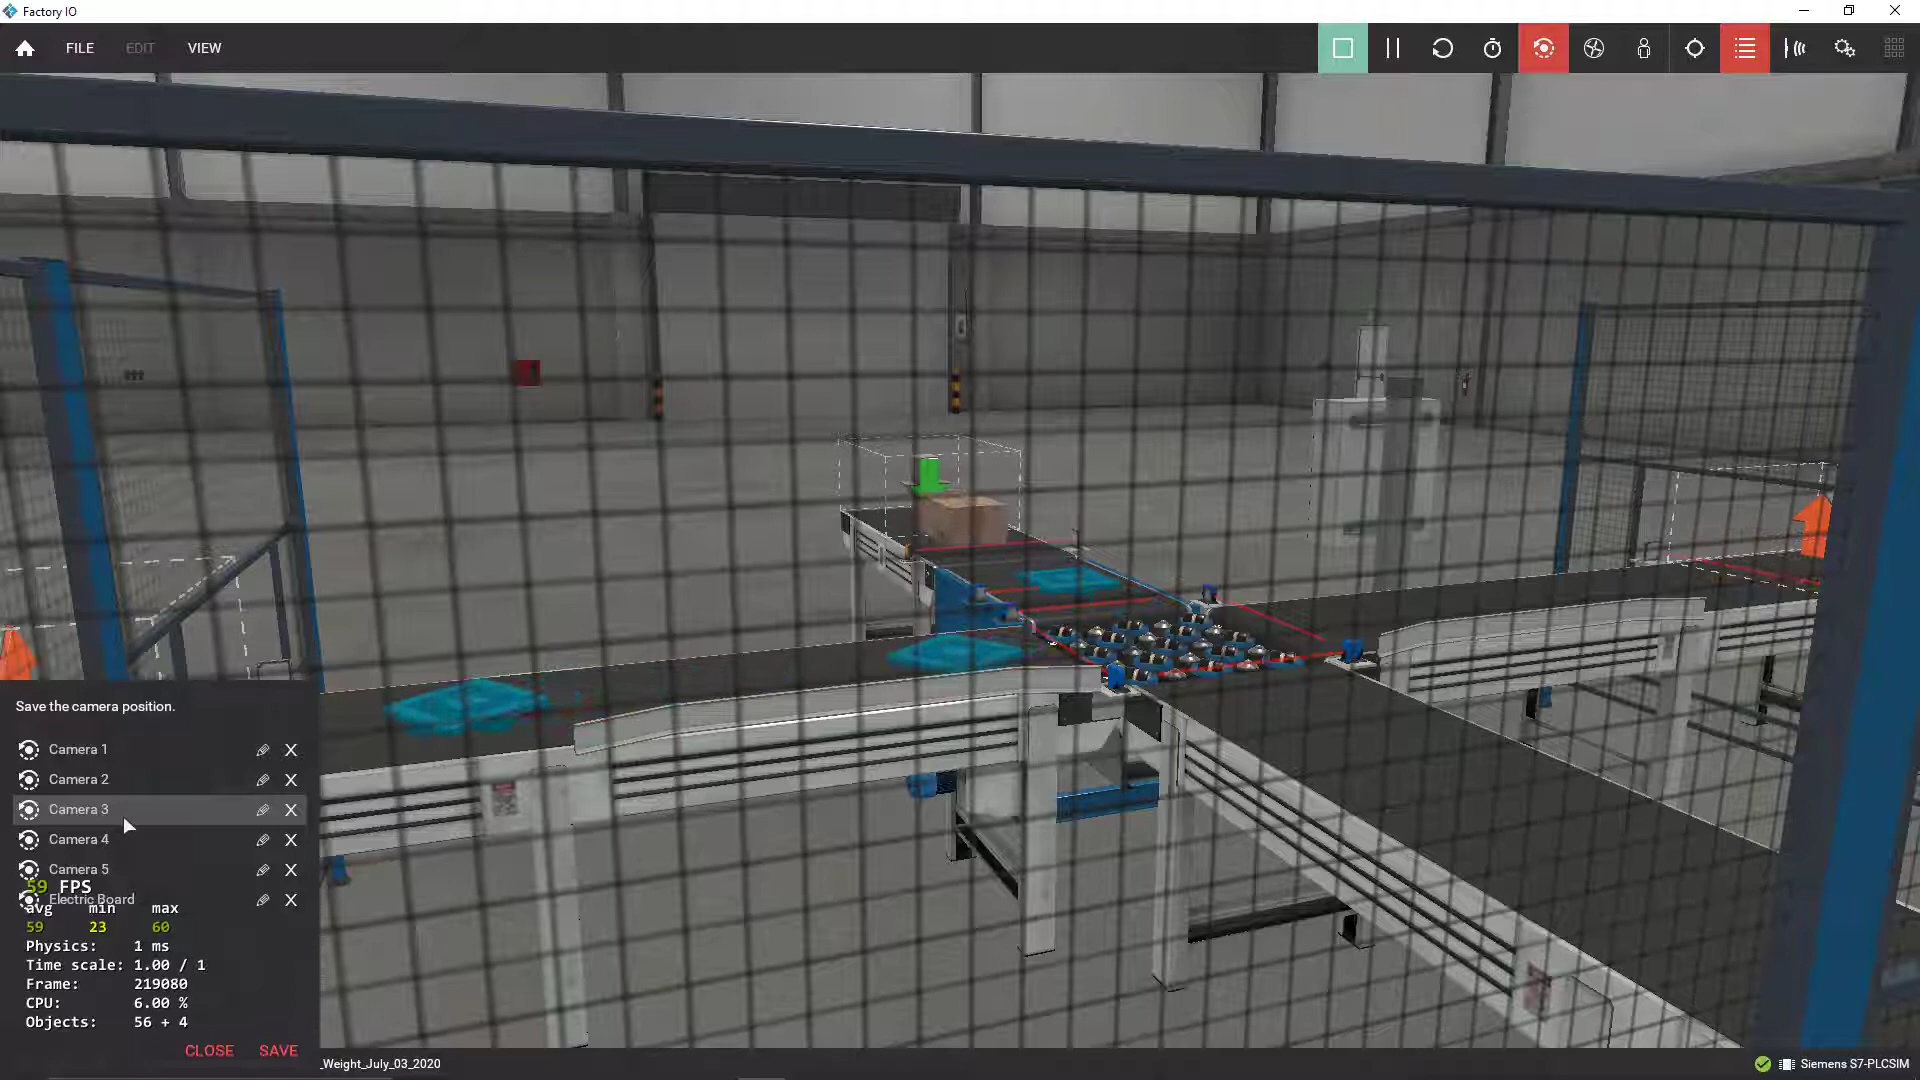 Factory IO
FILE EDIT VIEW
Save the camera position.
Camera 1
Camera 2
Camera 3
Camera 4
Camera 5
59 FPS
Electric Board
avg min max
59 23 60
Physics: 1 ms
Time scale: 1.00 / 1
Frame: 219080
CPU: 6.00 %
Objects: 56 + 4
CLOSE SAVE
_Weight_July_03_2020
Siemens S7-PLCSIM